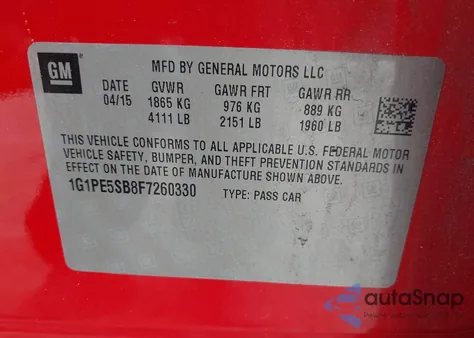 GM
MFD BY GENERAL MOTORS LLC
DATE GVWR GAWR FRT GAWR RR
04/15 1865 KG 976 KG 889 KG
4111 LB 2151 LB 1960 LB
THIS VEHICLE CONFORMS TO ALL APPLICABLE U.S. FEDERAL MOTOR
VEHICLE SAFETY, BUMPER, AND THEFT PREVENTION STANDARDS IN
EFFECT ON THE DATE OF MANUFACTURE SHOWN ABOVE.
1G1PE5SB8F7260330 TYPE: PASS CAR
autoSnap